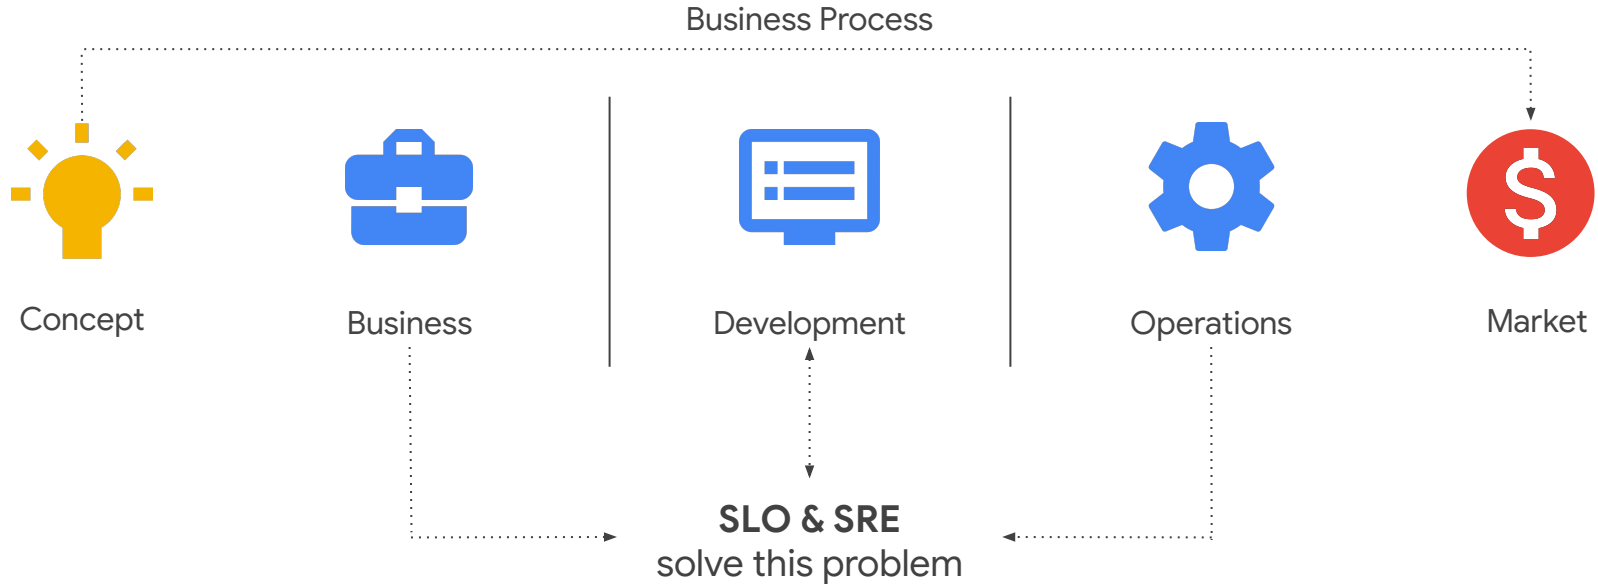 Business Process
Concept
Business
Development
Operations
Market
SLO & SRE
solve this problem